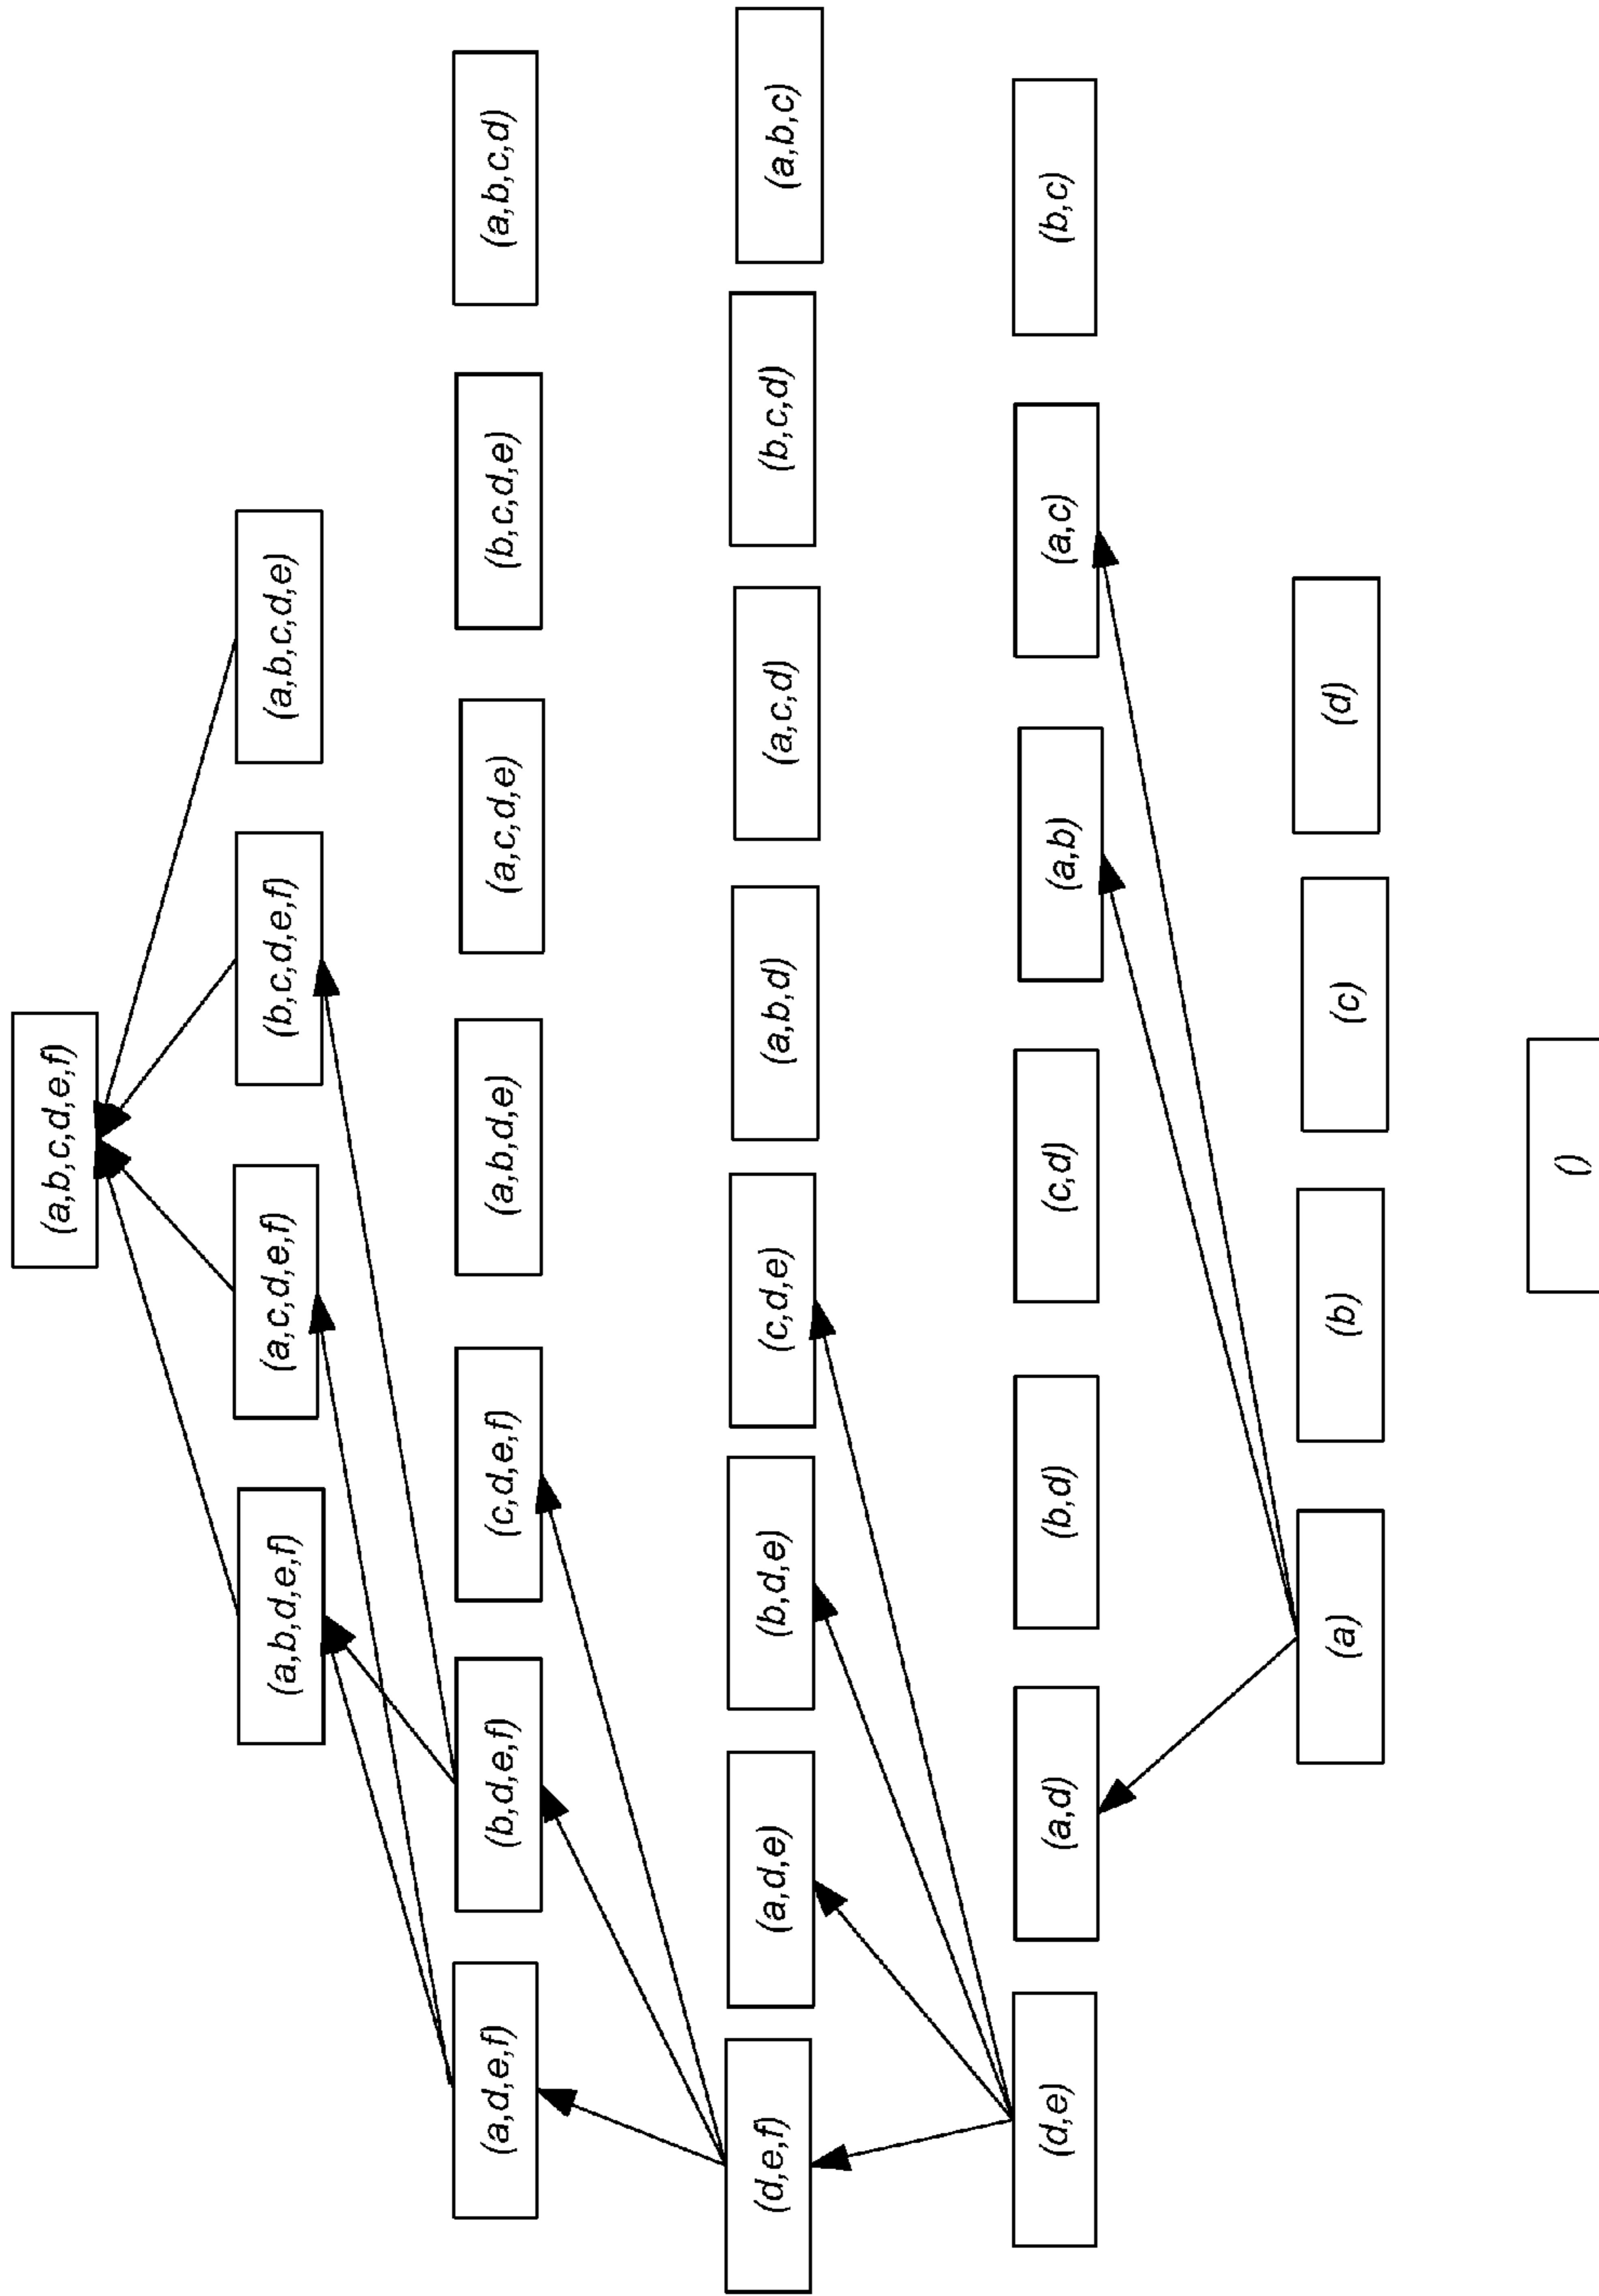 (a,b,c,d,e,f)
(a,b,d,e,f)
(a,c,d,e,f)
(b,c,d,e,f)
(a,b,c,d,e)
(a,d,e,f)
(b,d,e,f)
(c,d,e,f)
(a,b,d,e)
(a,c,d,e)
(b,c,d,e)
(a,b,c,d)
(d,e,f)
(a,d,e)
(b,d,e)
(c,d,e)
(a,b,d)
(a,c,d)
(b,c,d)
(a,b,c)
(d,e)
(a,d)
(b,d)
(c,d)
(a,b)
(a,c)
(b,c)
(a)
(b)
(c)
(d)
()